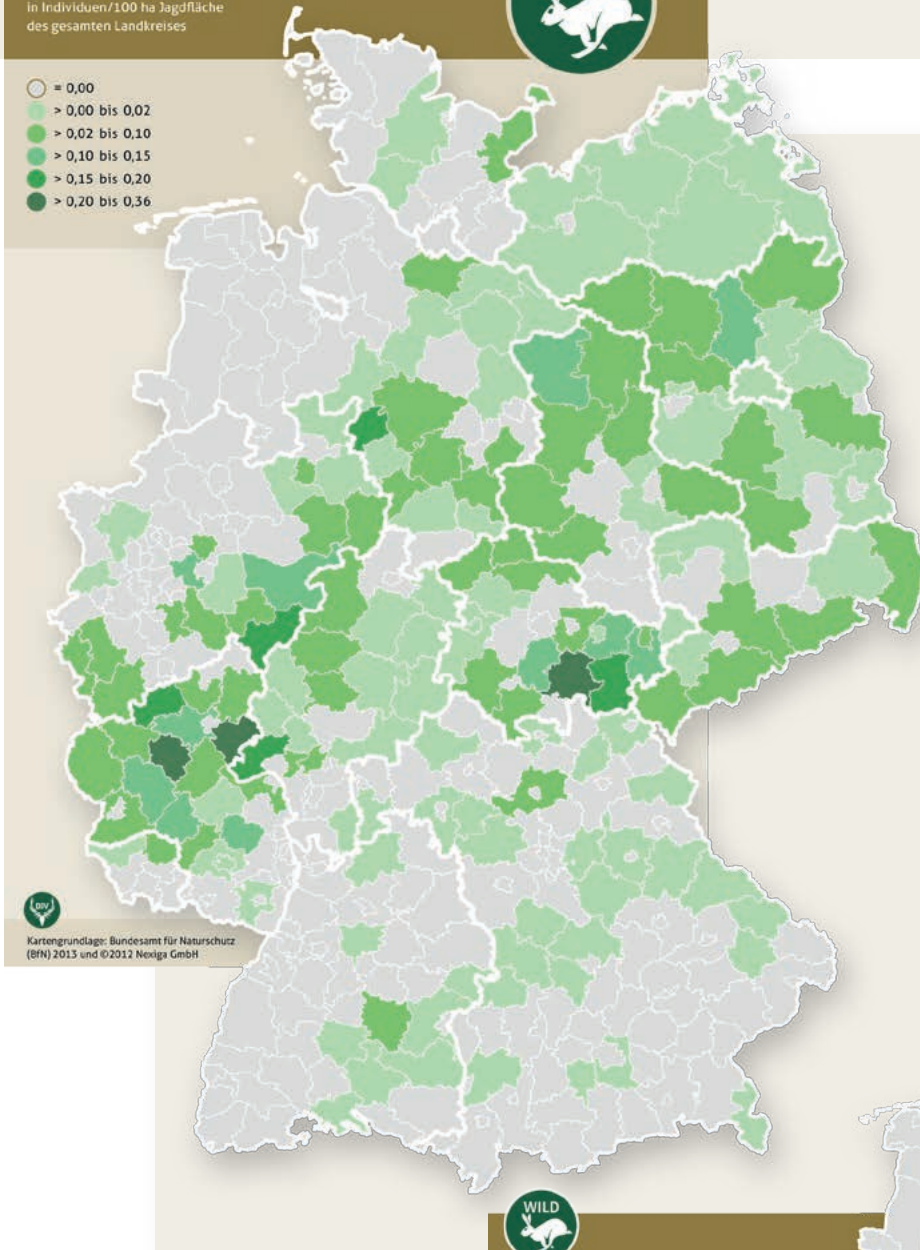 in Individuen/100 ha Jagdfläche
des gesamten Landkreises
= 0,00
> 0,00 bis 0,02
> 0,02 bis 0,10
> 0,10 bis 0,15
> 0,15 bis 0,20
> 0,20 bis 0,36
DJV
Kartengrundlage: Bundesamt für Naturschutz
(BfN) 2013 und ©2012 Nexiga GmbH
WILD